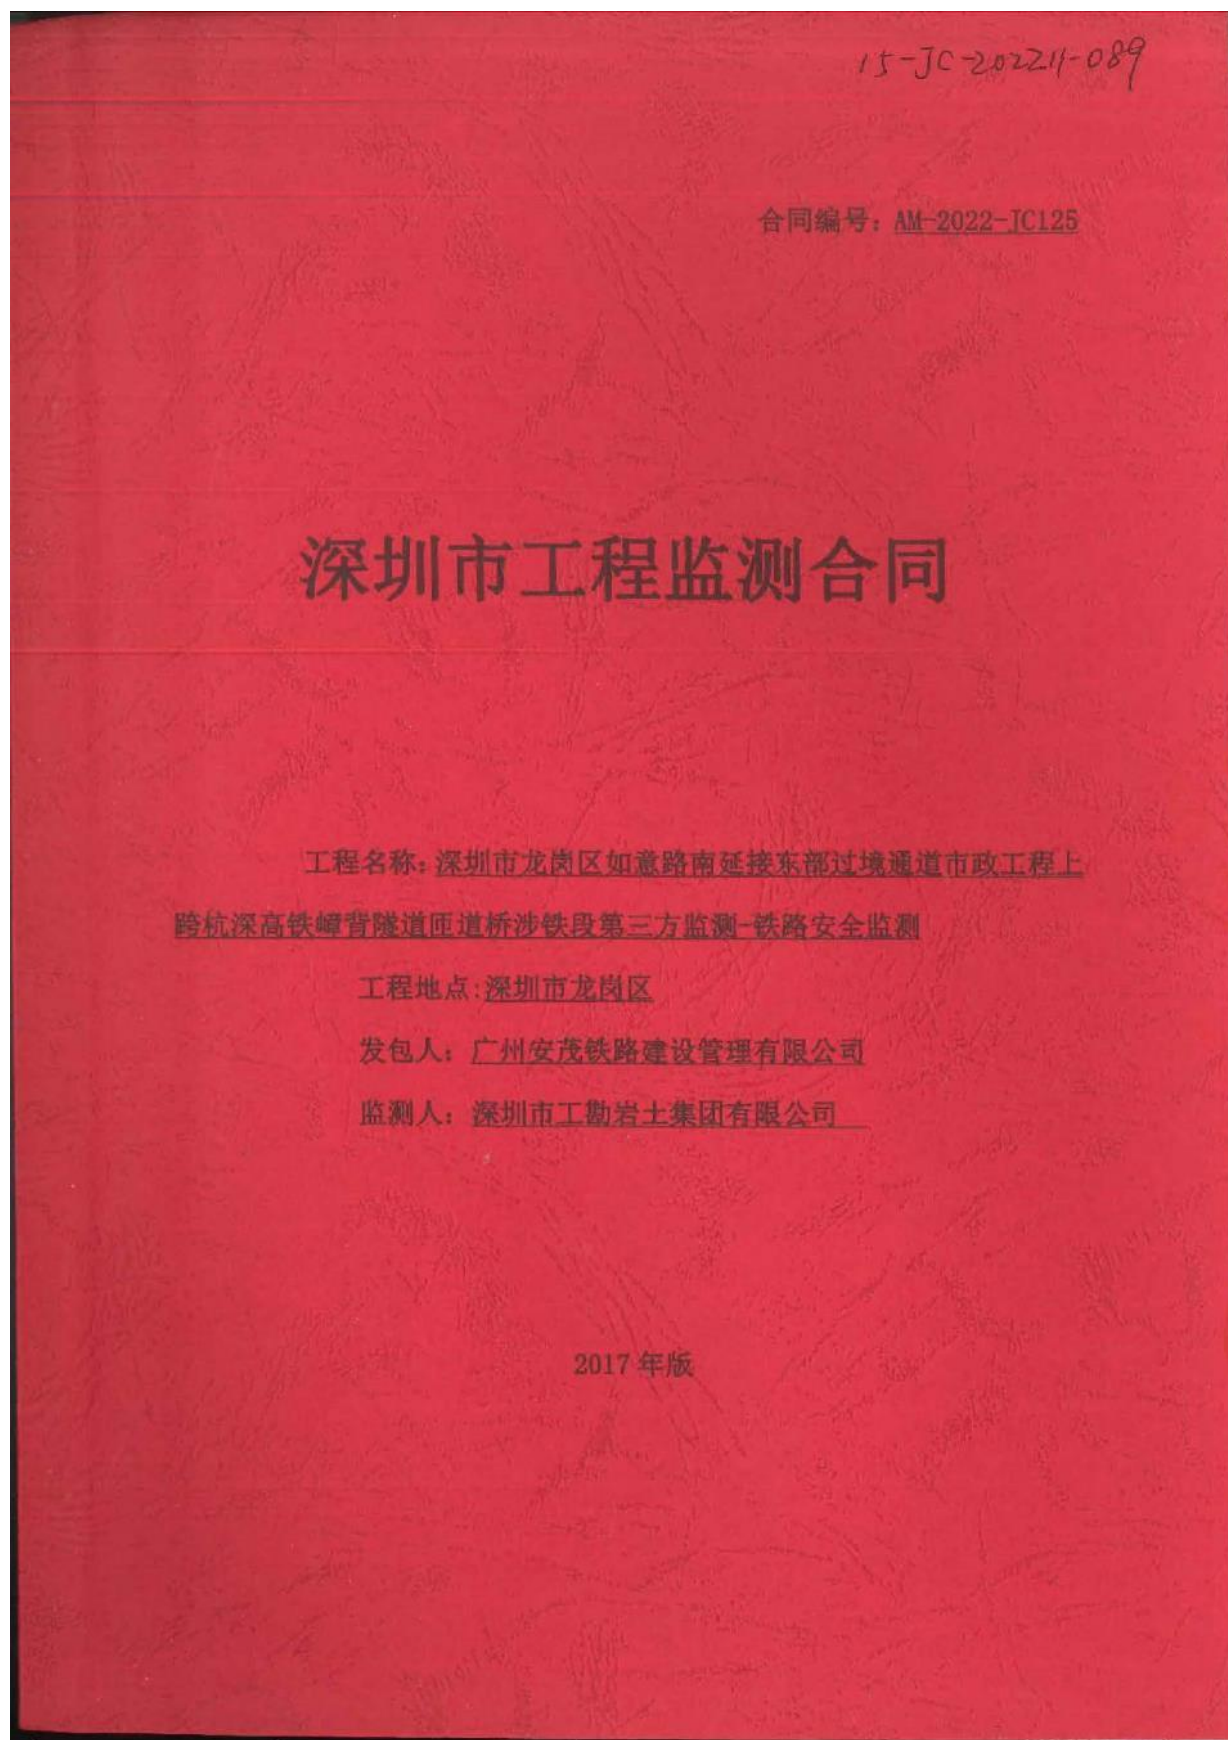 15-JC-202211-089
合同编号：AM-2022-JC125
深圳市工程监测合同
工程名称：深圳市龙岗区如意路南延接东部过境通道市政工程上
跨杭深高铁嶂背隧道匝道桥涉铁段第三方监测-铁路安全监测
工程地点:深圳市龙岗区
发包人：广州安茂铁路建设管理有限公司
监测人：深圳市工勘岩土集团有限公司
2017 年版